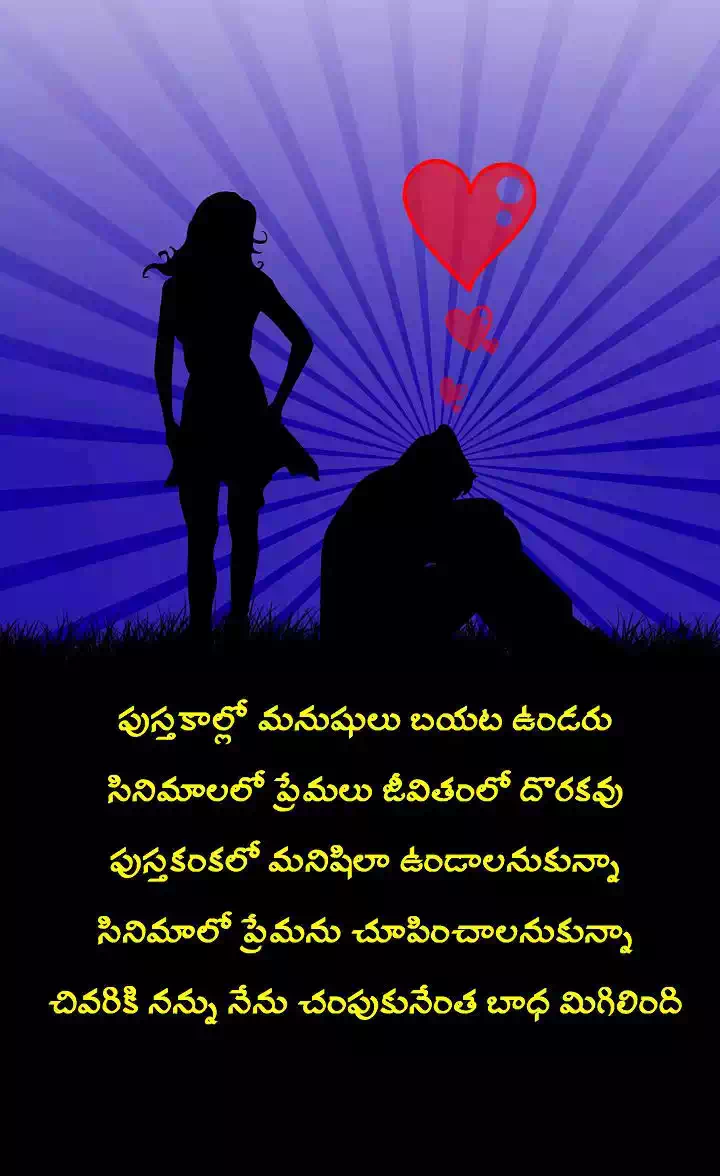 పుస్తకాల్లో మనుషులు బయట ఉండరు
సినిమాలలో ప్రేమలు జీవితంలో దొరకవు
పుస్తకంకలో మనిషిలా ఉండాలనుకున్నా
సినిమాలో ప్రేమను చూపించాలనుకున్నా
చివరికి నన్ను నేను చంపుకునేంత బాధ మిగిలింది